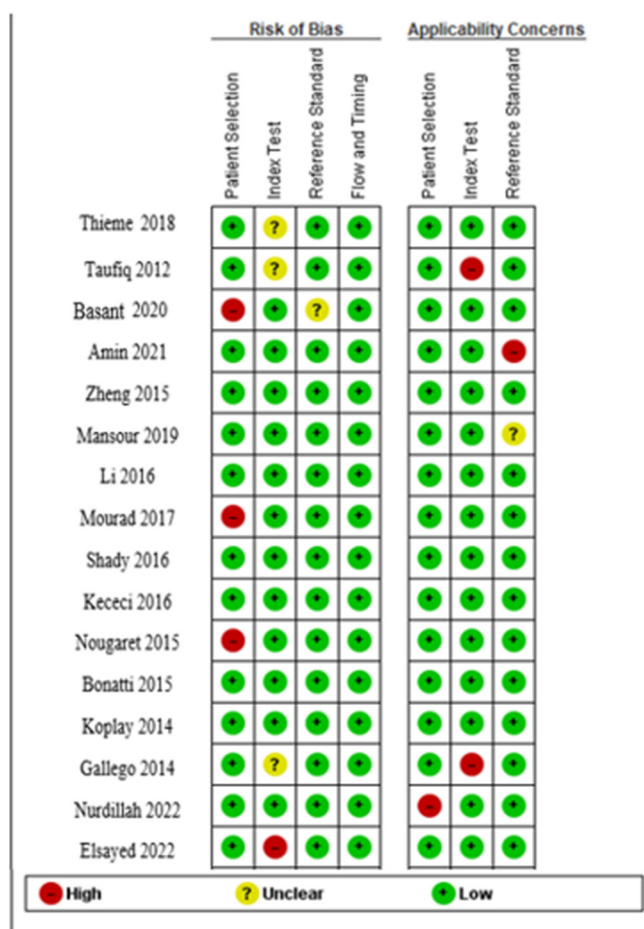 Risk of Bias Applicability Concerns
Patient Selection Index Test Reference Standard Flow and Timing Patient Selection Index Test Reference Standard
Thieme 2018 + ? + + + + +
Taufiq 2012 + ? + + + - +
Basant 2020 - + ? + + + +
Amin 2021 + + + + + + -
Zheng 2015 + + + + + + +
Mansour 2019 + + + + + + ?
Li 2016 + + + + + + +
Mourad 2017 - + + + + + +
Shady 2016 + + + + + + +
Kececi 2016 + + + + + + +
Nougaret 2015 - + + + + + +
Bonatti 2015 + + + + + + +
Koplay 2014 + + + + + + +
Gallego 2014 + ? + + + - +
Nurdillah 2022 + + + + - + +
Elsayed 2022 + - + + + + +
- High ? Unclear + Low